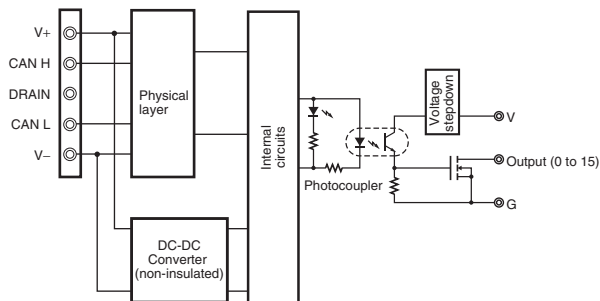 V+
CAN H
DRAIN
CAN L
V−
Physical
layer
DC-DC
Converter
(non-insulated)
Internal
circuits
Photocoupler
Voltage
stepdown
V
Output (0 to 15)
G